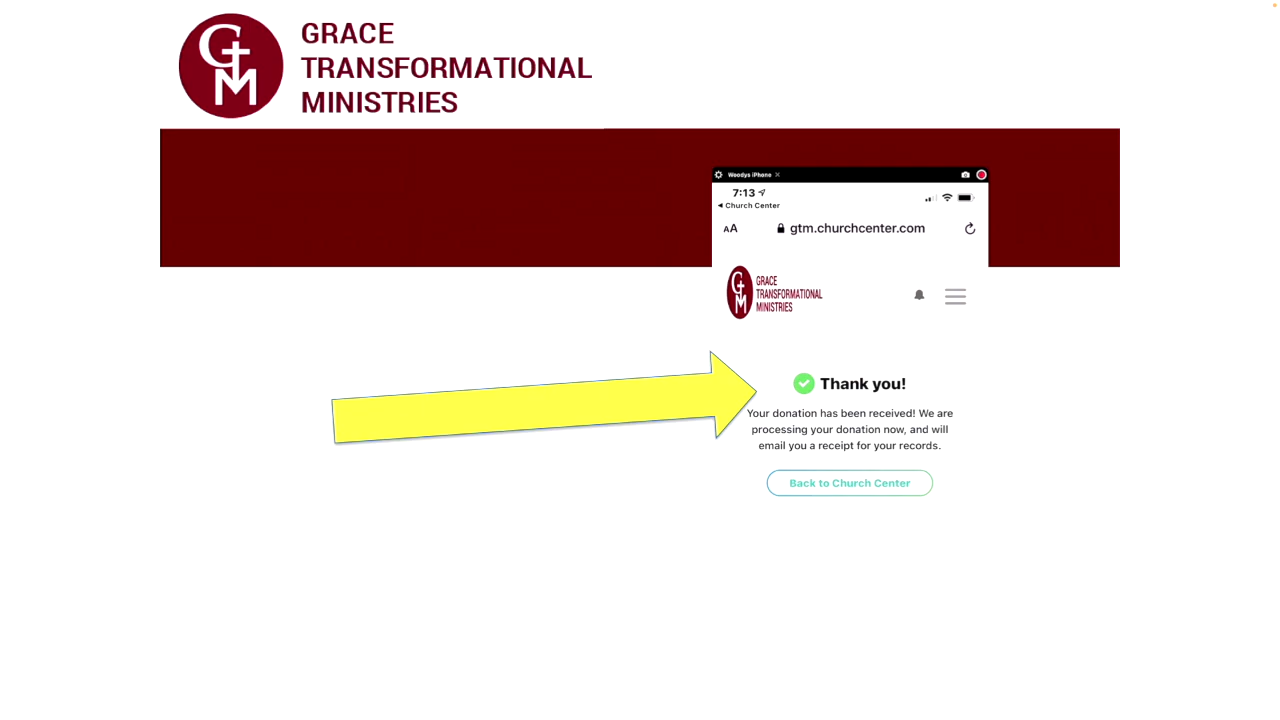 GRACE
TRANSFORMATIONAL
MINISTRIES
Woodys iPhone
7:13
Church Center
AA
gtm.churchcenter.com
GRACE
TRANSFORMATIONAL
MINISTRIES
Thank you!
Your donation has been received! We are
processing your donation now, and will
email you a receipt for your records.
Back to Church Center